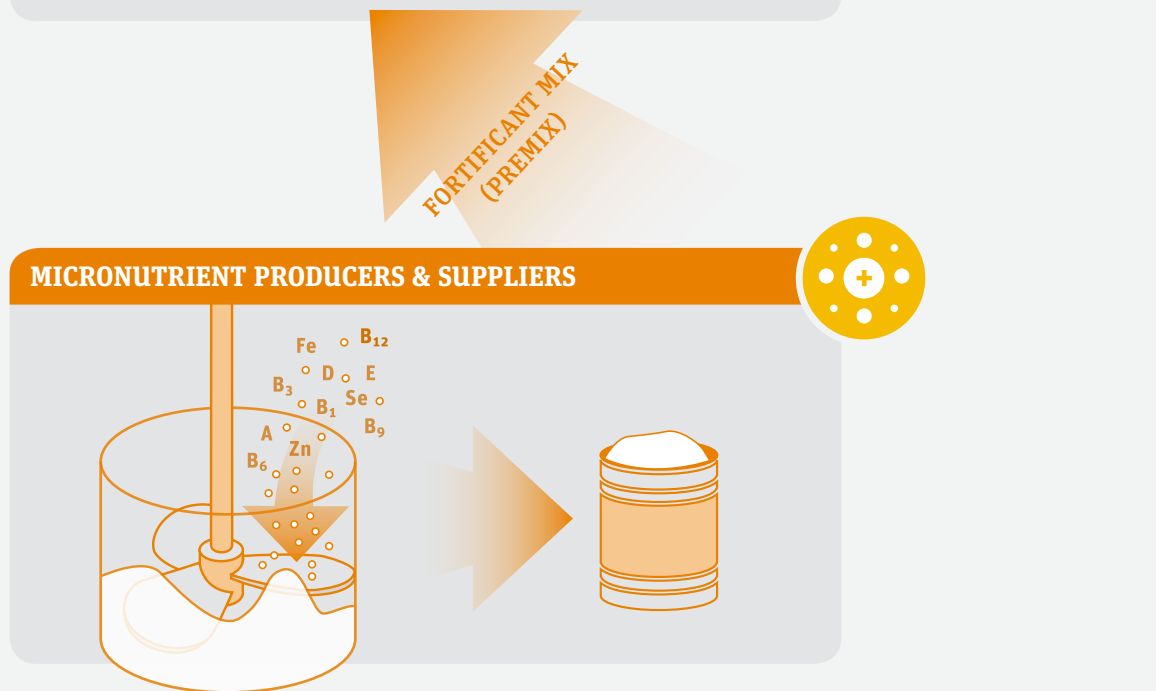 FORTIFICANT MIX
(PREMIX)
MICRONUTRIENT PRODUCERS & SUPPLIERS
Fe
B12
D
E
B3
Se
B1
A
B9
Zn
B6